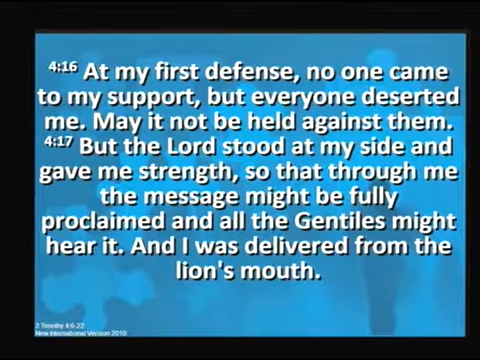 4:16 At my first defense, no one came
to my support, but everyone deserted
me. May it not be held against them.
4:17 But the Lord stood at my side and
gave me strength, so that through me
the message might be fully
proclaimed and all the Gentiles might
hear it. And I was delivered from the
lion's mouth.
2 Timothy 4:6-22
New International Version 2010